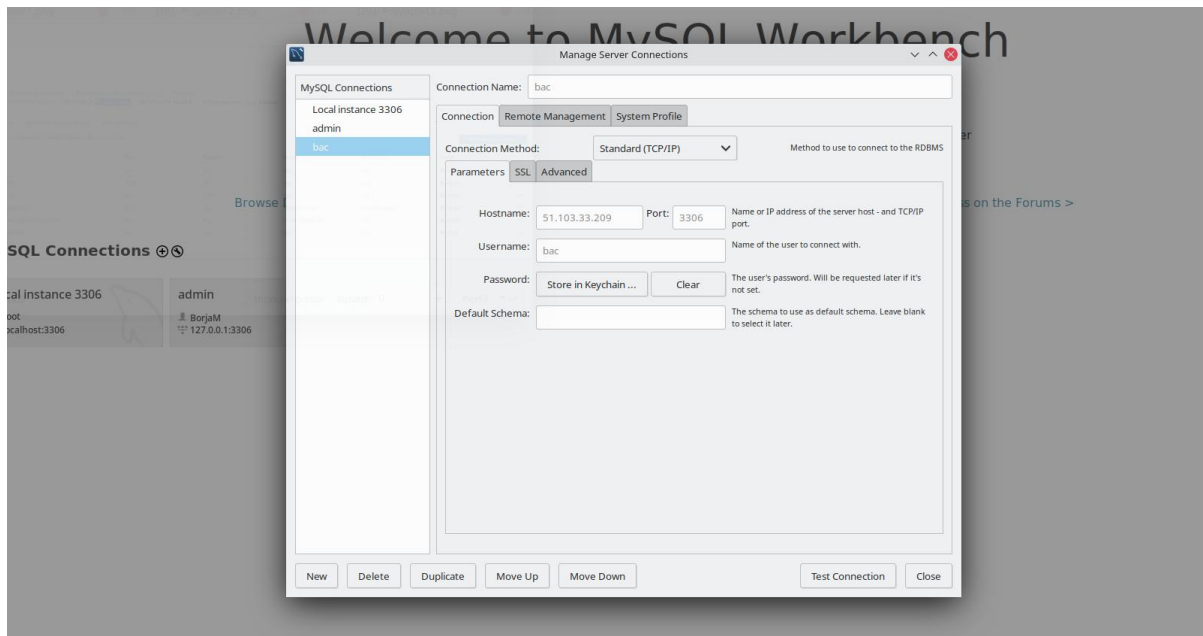 Welcome to MySQL Workbench
Manage Server Connections
MySQL Connections
Local instance 3306
admin
bac
Connection Name: bac
Connection Remote Management System Profile
Connection Method: Standard (TCP/IP) Method to use to connect to the RDBMS
Parameters SSL Advanced
Hostname: 51.103.33.209 Port: 3306 Name or IP address of the server host - and TCP/IP
port.
Username: bac Name of the user to connect with.
Password: Store in Keychain ... Clear The user's password. Will be requested later if it's
not set.
Default Schema: The schema to use as default schema. Leave blank
to select it later.
New Delete Duplicate Move Up Move Down Test Connection Close
er
Browse
ss on the Forums >
SQL Connections
cal instance 3306
oot
ocalhost:3306
admin
BorjaM
127.0.0.1:3306